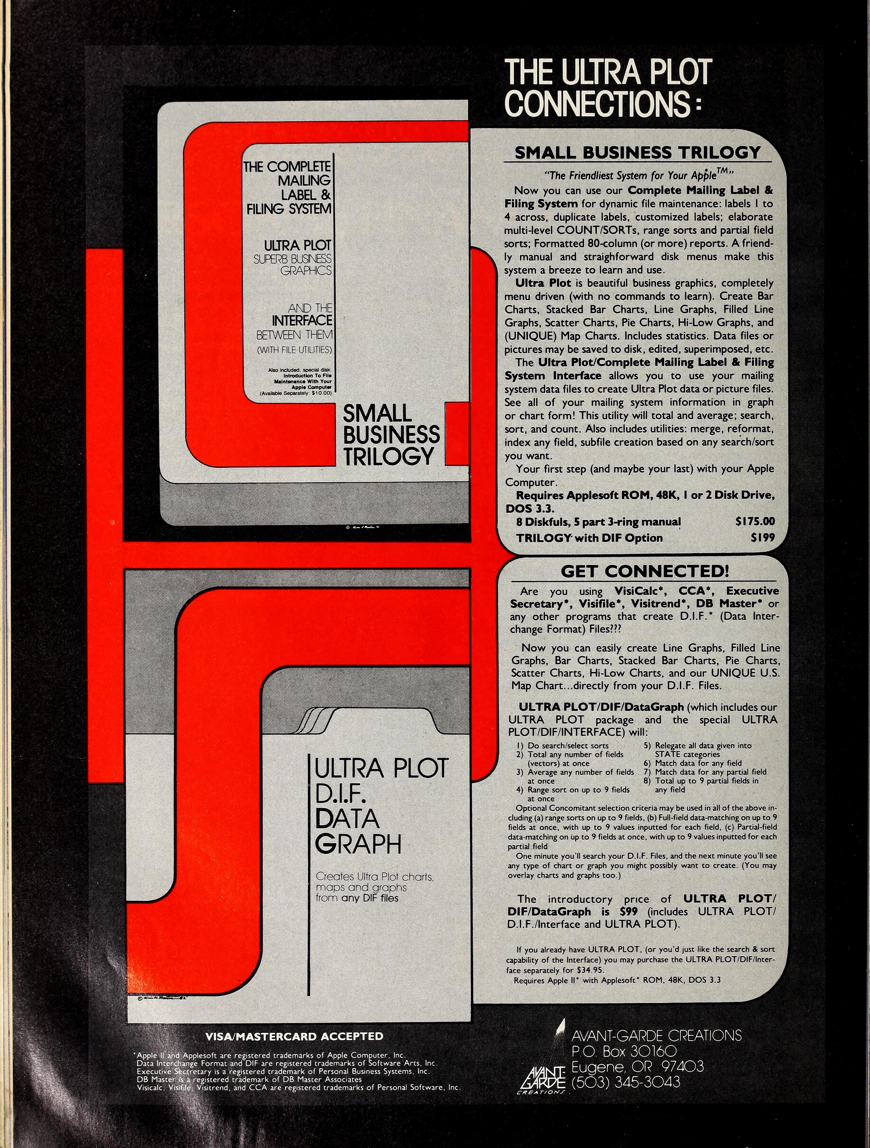 THE ULTRA PLOT
CONNECTIONS:
THE COMPLETE
MAILING
LABEL &
FILING SYSTEM
ULTRA PLOT
SUPERB BUSINESS
GRAPHICS
AND THE
INTERFACE
BETWEEN THEM
(WITH FILE UTILITIES)
Also included, special disk
Introduction To File
Maintenance With Your
Apple Computer
(Available Separately $10.00)
SMALL
BUSINESS
TRILOGY
SMALL BUSINESS TRILOGY
"The Friendliest System for Your Apple™"
Now you can use our Complete Mailing Label &
Filing System for dynamic file maintenance: labels 1 to
4 across, duplicate labels, customized labels; elaborate
multi-level COUNT/SORTs, range sorts and partial field
sorts; Formatted 80-column (or more) reports. A friend-
ly manual and straighforward disk menus make this
system a breeze to learn and use.
Ultra Plot is beautiful business graphics, completely
menu driven (with no commands to learn). Create Bar
Charts, Stacked Bar Charts, Line Graphs, Filled Line
Graphs, Scatter Charts, Pie Charts, Hi-Low Graphs, and
(UNIQUE) Map Charts. Includes statistics. Data files or
pictures may be saved to disk, edited, superimposed, etc.
The Ultra Plot/Complete Mailing Label & Filing
System Interface allows you to use your mailing
system data files to create Ultra Plot data or picture files.
See all of your mailing system information in graph
or chart form! This utility will total and average; search,
sort, and count. Also includes utilities: merge, reformat,
index any field, subfile creation based on any search/sort
you want.
Your first step (and maybe your last) with your Apple
Computer.
Requires Applesoft ROM, 48K, 1 or 2 Disk Drive,
DOS 3.3.
8 Diskfuls, 5 part 3-ring manual $175.00
TRILOGY with DIF Option $199
GET CONNECTED!
Are you using VisiCalc*, CCA*, Executive
Secretary*, Visifile*, Visitrend*, DB Master* or
any other programs that create D.I.F.* (Data Inter-
change Format) Files???
Now you can easily create Line Graphs, Filled Line
Graphs, Bar Charts, Stacked Bar Charts, Pie Charts,
Scatter Charts, Hi-Low Charts, and our UNIQUE U.S.
Map Chart...directly from your D.I.F. Files.
ULTRA PLOT/DIF/DataGraph (which includes our
ULTRA PLOT package and the special ULTRA
PLOT/DIF/INTERFACE) will:
1) Do search/select sorts
2) Total any number of fields
(vectors) at once
3) Average any number of fields
at once
4) Range sort on up to 9 fields
at once
5) Relegate all data given into
STATE categories
6) Match data for any field
7) Match data for any partial field
8) Total up to 9 partial fields in
any field
Optional Concomitant selection criteria may be used in all of the above in-
cluding (a) range sorts on up to 9 fields, (b) Full-field data-matching on up to 9
fields at once, with up to 9 values inputted for each field, (c) Partial-field
data-matching on up to 9 fields at once, with up to 9 values inputted for each
partial field
One minute you'll search your D.I.F. Files, and the next minute you'll see
any type of chart or graph you might possibly want to create. (You may
overlay charts and graphs too.)
The introductory price of ULTRA PLOT/
DIF/DataGraph is $99 (includes ULTRA PLOT/
D.I.F./Interface and ULTRA PLOT).
If you already have ULTRA PLOT, (or you'd just like the search & sort
capability of the Interface) you may purchase the ULTRA PLOT/DIF/Inter-
face separately for $34.95.
Requires Apple II* with Applesoft* ROM, 48K, DOS 3.3
ULTRA PLOT
D.I.F.
DATA
GRAPH
Creates Ultra Plot charts,
maps and graphs
from any DIF files
VISA/MASTERCARD ACCEPTED
*Apple II and Applesoft are registered trademarks of Apple Computer, Inc.
Data Interchange Format and DIF are registered trademarks of Software Arts, Inc.
Executive Secretary is a registered trademark of Personal Business Systems, Inc.
DB Master is a registered trademark of DB Master Associates
Visicalc, Visifile, Visitrend, and CCA are registered trademarks of Personal Software, Inc.
AVANT
GARDE
CREATIONS
AVANT-GARDE CREATIONS
P.O. Box 30160
Eugene, OR 97403
(503) 345-3043